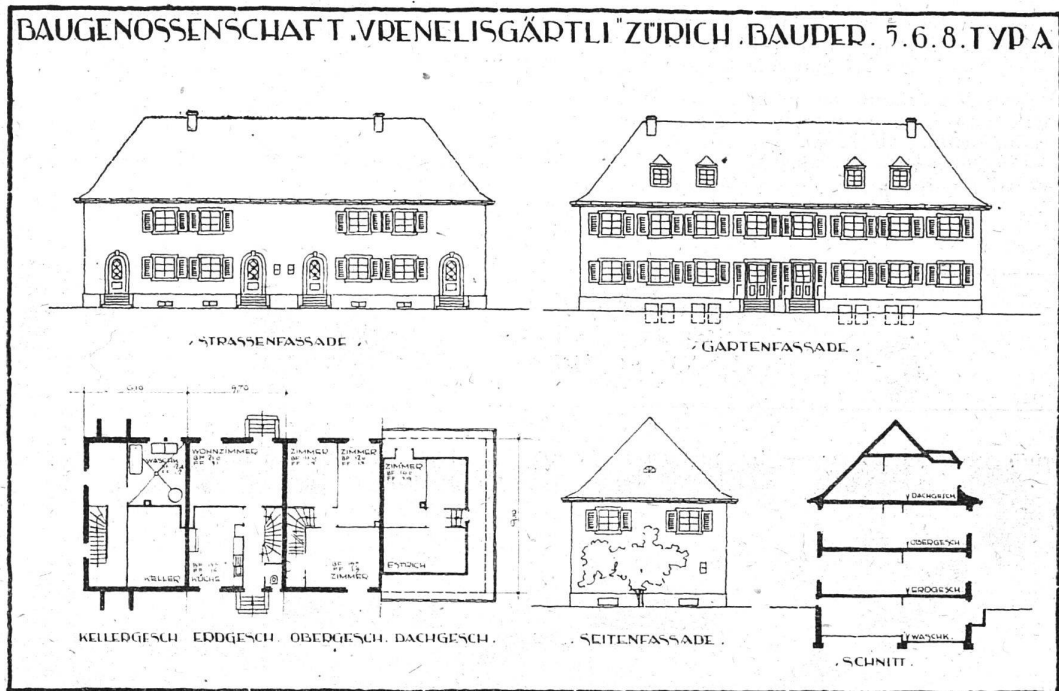 BAUGENOSSENSCHAFT „VRENELISGÄRTLI" ZÜRICH . BAUPER. 5.6.8. TYP A
. STRASSENFASSADE .
. GARTENFASSADE .
WASCHK.
WOHNZIMMER
ZIMMER
ZIMMER
ZIMMER
KELLER
KÜCHE
ZIMMER
ESTRICH
KELLERGESCH. ERDGESCH. OBERGESCH. DACHGESCH.
. SEITENFASSADE .
DACHGESCH.
OBERGESCH.
ERDGESCH.
WASCHK.
. SCHNITT .